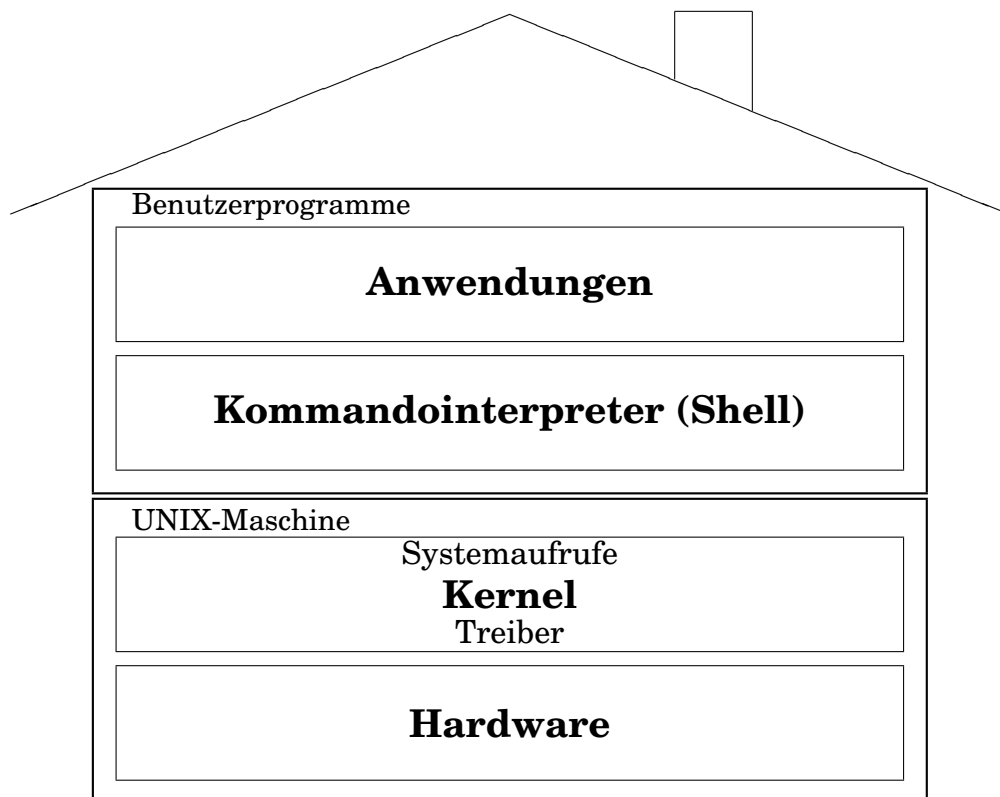 Benutzerprogramme
Anwendungen
Kommandointerpreter (Shell)
UNIX-Maschine
Systemaufrufe
Kernel
Treiber
Hardware